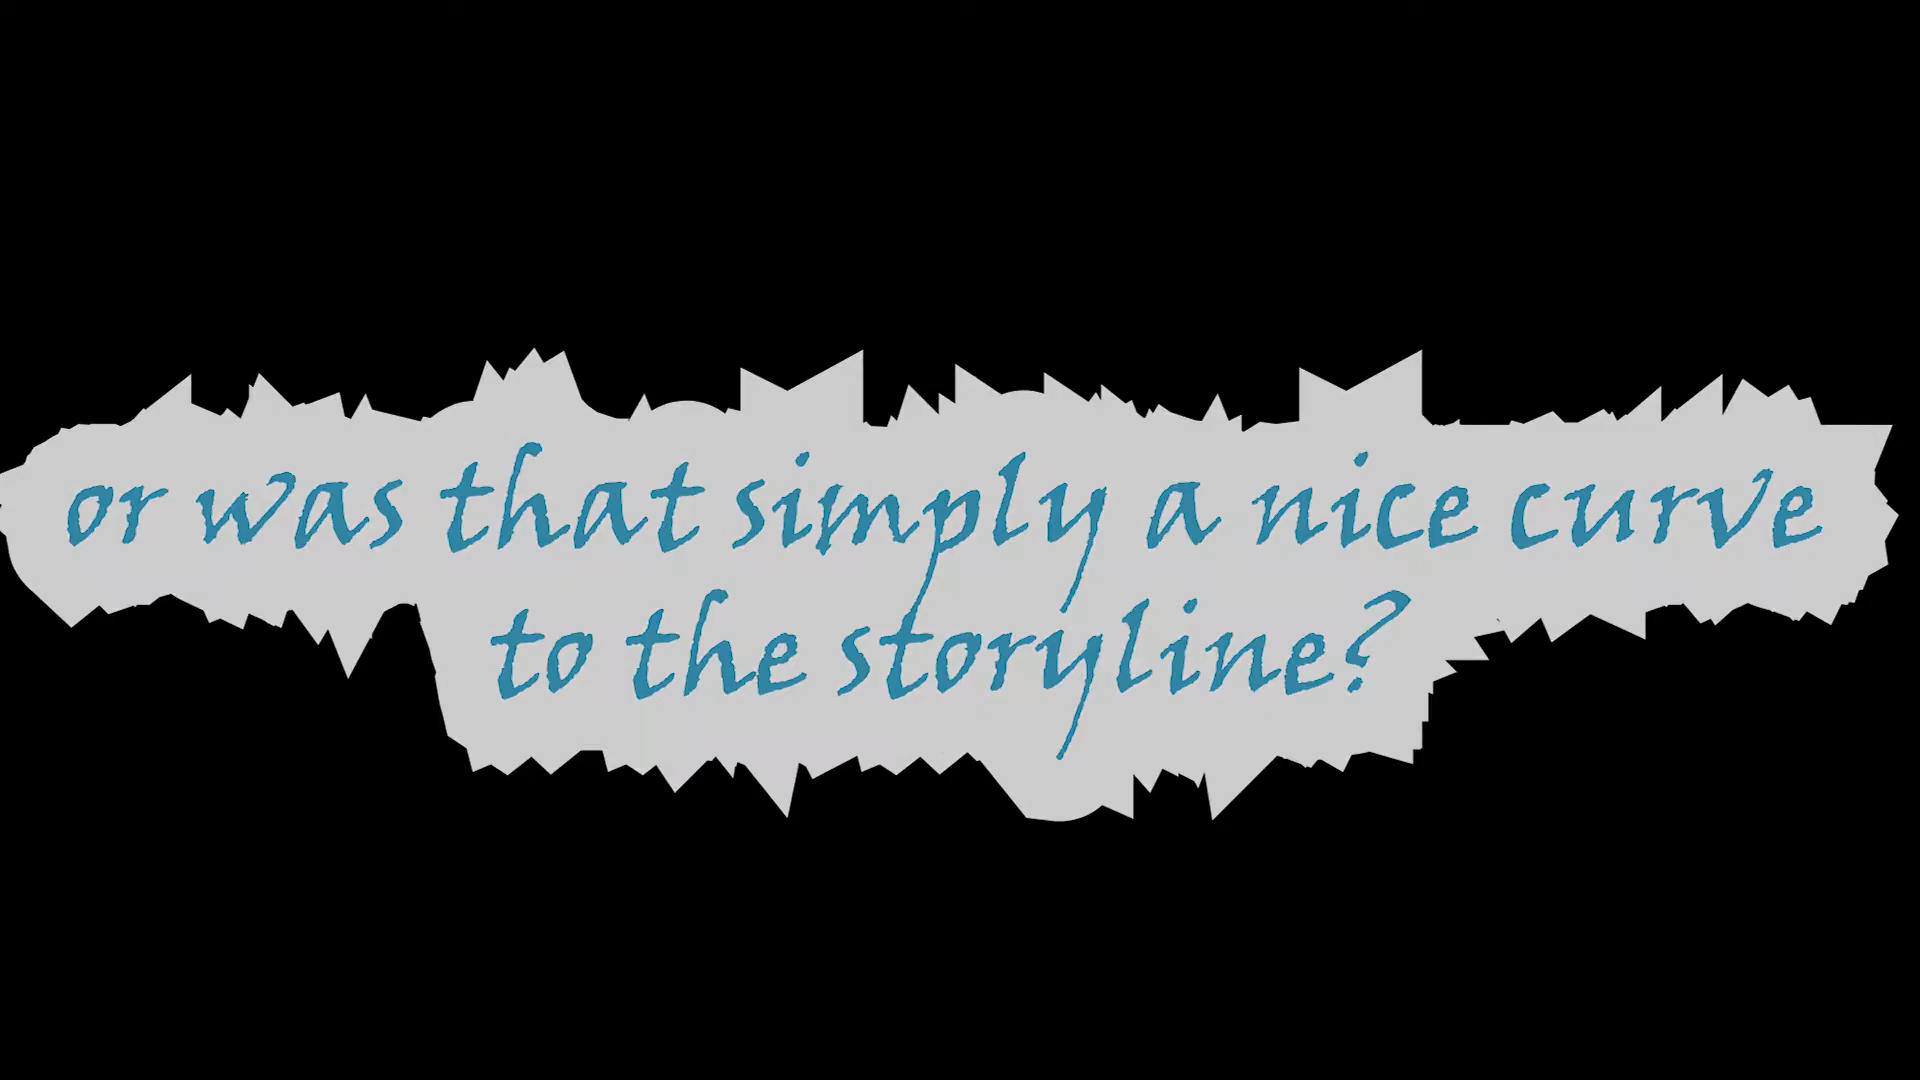 or was that simply a nice curve
to the storyline?